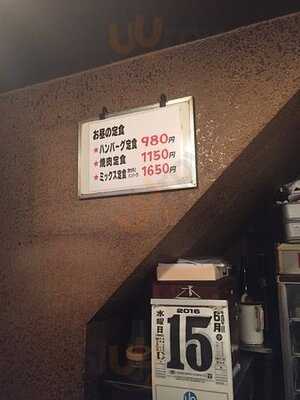 お昼の定食
★ハンバーグ定食 980円
★焼肉定食 1150円
★ミックス定食 1650円
2016
水曜日 15 6月